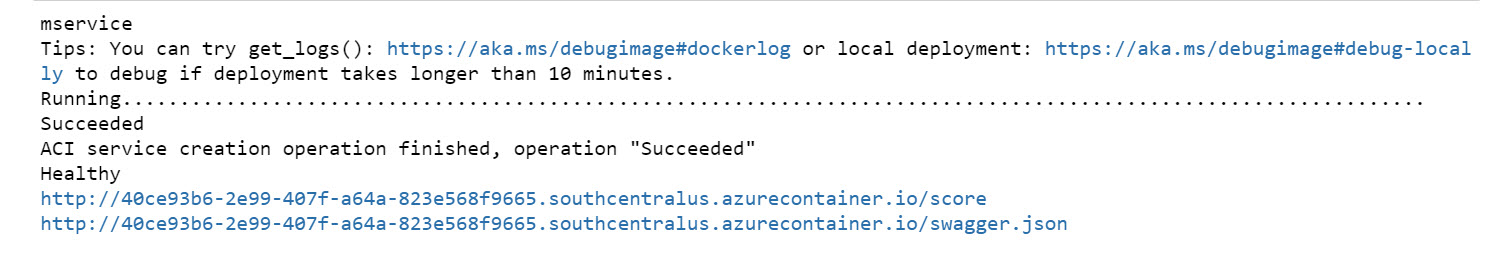 mservice
Tips: You can try get_logs(): https://aka.ms/debugimage#dockerlog or local deployment: https://aka.ms/debugimage#debug-local
ly to debug if deployment takes longer than 10 minutes.
Running................................................................................................................
Succeeded
ACI service creation operation finished, operation "Succeeded"
Healthy
http://40ce93b6-2e99-407f-a64a-823e568f9665.southcentralus.azurecontainer.io/score
http://40ce93b6-2e99-407f-a64a-823e568f9665.southcentralus.azurecontainer.io/swagger.json